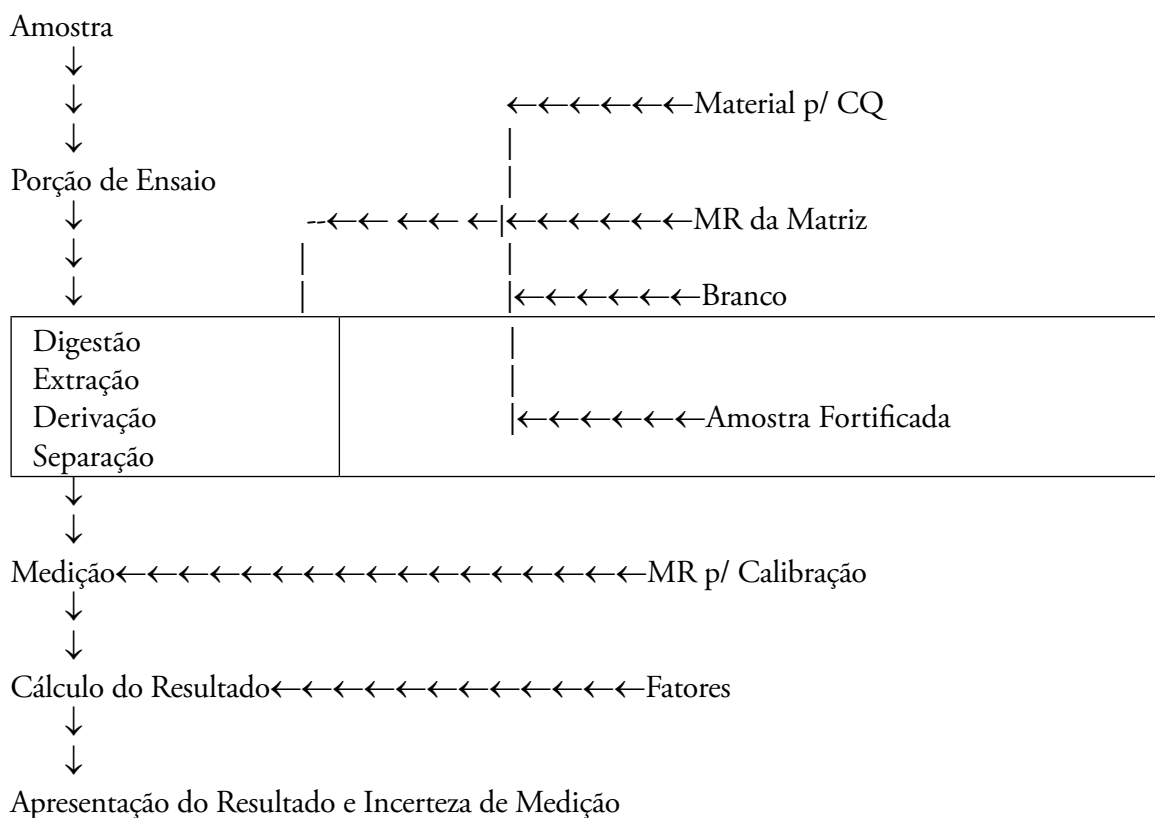 Amostra
↓
↓ ←←←←←←Material p/ CQ
↓ |
Porção de Ensaio |
↓ --←← ←← ←|←←←←←←MR da Matriz
↓ | |
↓ | |←←←←←←Branco
Digestão |
Extração |
Derivação |←←←←←←Amostra Fortificada
Separação
↓
↓
Medição←←←←←←←←←←←←←←←←←MR p/ Calibração
↓
↓
Cálculo do Resultado←←←←←←←←←←←←Fatores
↓
↓
Apresentação do Resultado e Incerteza de Medição